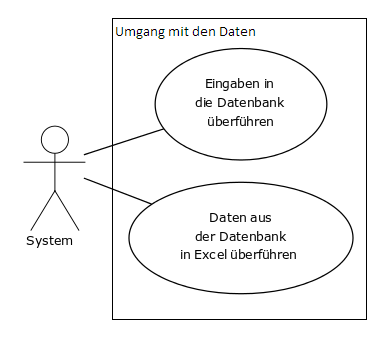 Umgang mit den Daten
Eingaben in
die Datenbank
überführen
Daten aus
der Datenbank
in Excel überführen
System